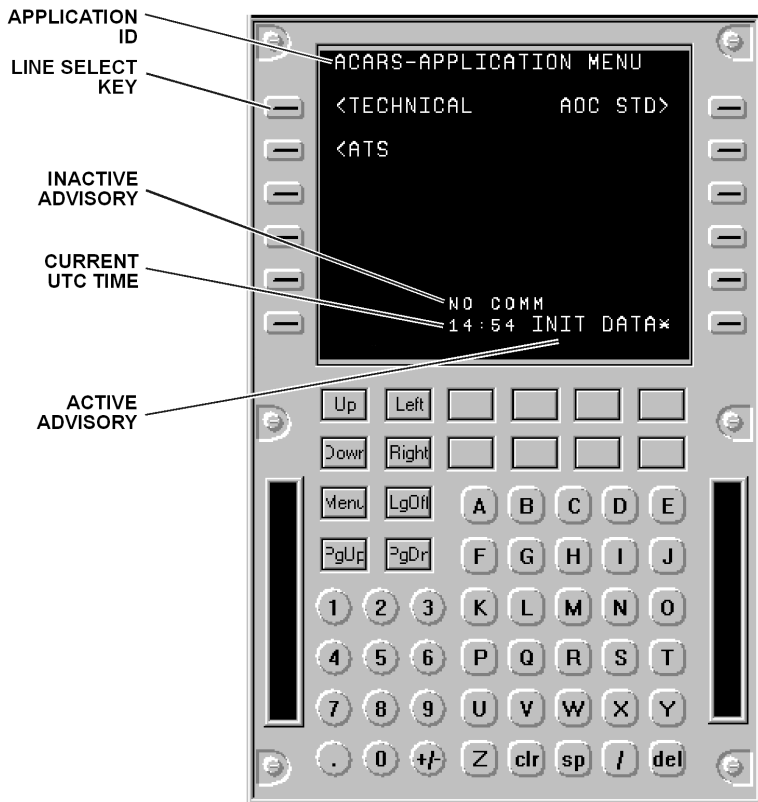 APPLICATION
ID
LINE SELECT
KEY
INACTIVE
ADVISORY
CURRENT
UTC TIME
ACTIVE
ADVISORY
ACARS-APPLICATION MENU
<TECHNICAL AOC STD>
<ATS
NO COMM
14:54 INIT DATA*
Up Left
Down Right
Menu LgOff
PgUp PgDn
A B C D E
F G H I J
1 2 3 K L M N O
4 5 6 P Q R S T
7 8 9 U V W X Y
. 0 +/- Z clr sp / del